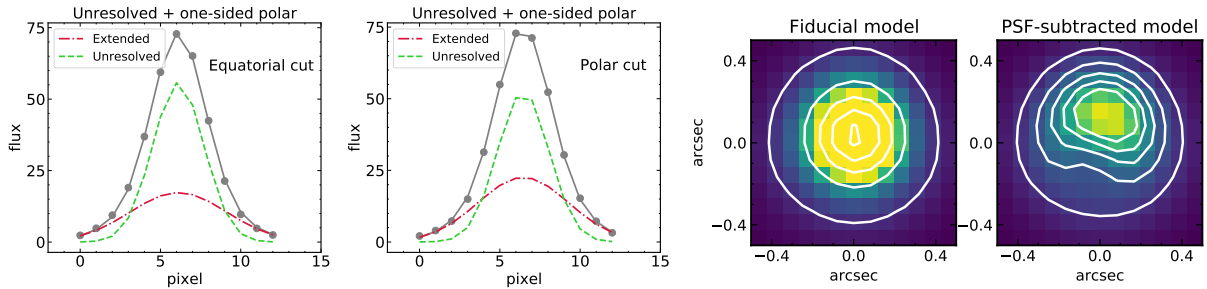 Unresolved + one-sided polar
75
50
25
0
flux
Extended
Unresolved
Equatorial cut
0
5
10
15
pixel
Unresolved + one-sided polar
75
50
25
0
flux
Extended
Unresolved
Polar cut
0
5
10
15
pixel
Fiducial model
0.4
0.0
−0.4
arcsec
−0.4
0.0
0.4
arcsec
PSF-subtracted model
0.4
0.0
−0.4
−0.4
0.0
0.4
arcsec